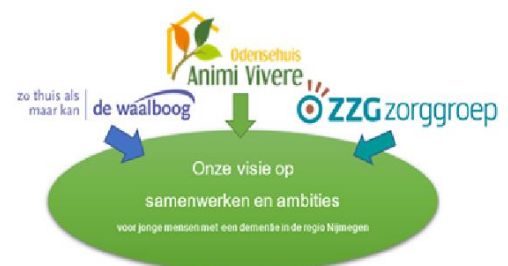 Odensehuis
Animi Vivere
zo thuis als
maar kan
de waalboog
ZZG zorggroep
Onze visie op
samenwerken en ambities
voor jonge mensen met een dementie in de regio Nijmegen